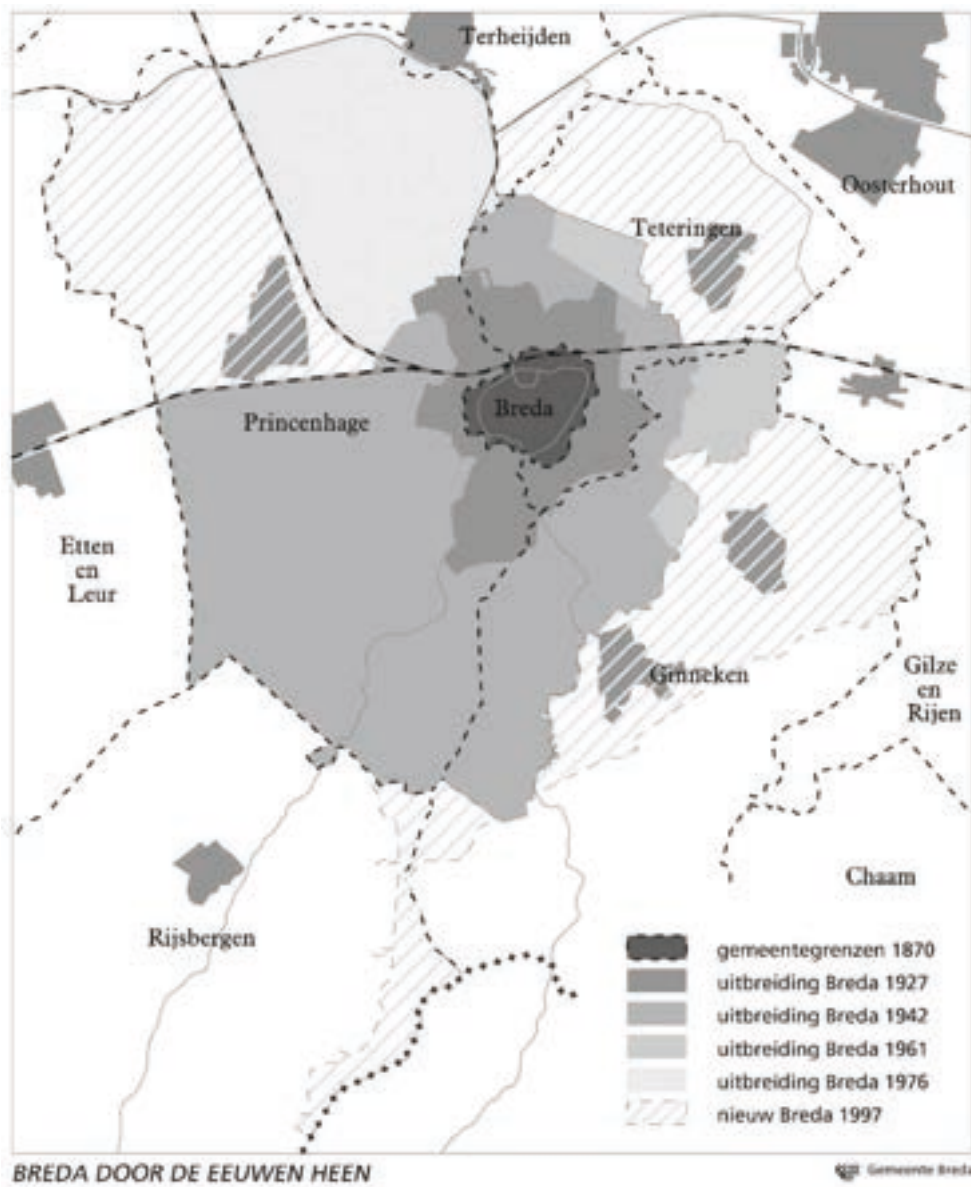 Terheijden
Oosterhout
Teteringen
Breda
Princenhage
Etten
en
Leur
Ginneken
Gilze
en
Rijen
Chaam
Rijsbergen
gemeentegrenzen 1870
uitbreiding Breda 1927
uitbreiding Breda 1942
uitbreiding Breda 1961
uitbreiding Breda 1976
nieuw Breda 1997
BREDA DOOR DE EEUWEN HEEN
Gemeente Breda